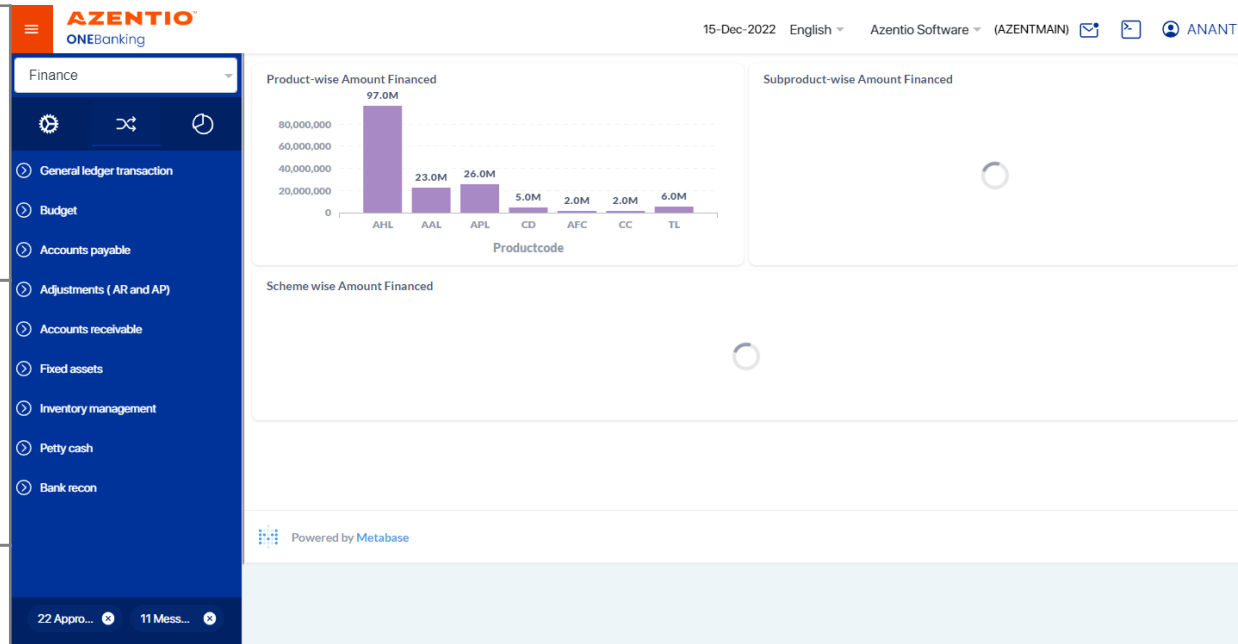 AZENTIO
ONEBanking
15-Dec-2022 English Azentio Software (AZENTMAIN) ANANT
Finance
General ledger transaction
Budget
Accounts payable
Adjustments ( AR and AP)
Accounts receivable
Fixed assets
Inventory management
Petty cash
Bank recon
22 Appro...
11 Mess...
Product-wise Amount Financed
97.0M
80,000,000
60,000,000
40,000,000
20,000,000
0
23.0M
26.0M
5.0M
2.0M
2.0M
6.0M
AHL AAL APL CD AFC CC TL
Productcode
Subproduct-wise Amount Financed
Scheme wise Amount Financed
Powered by Metabase